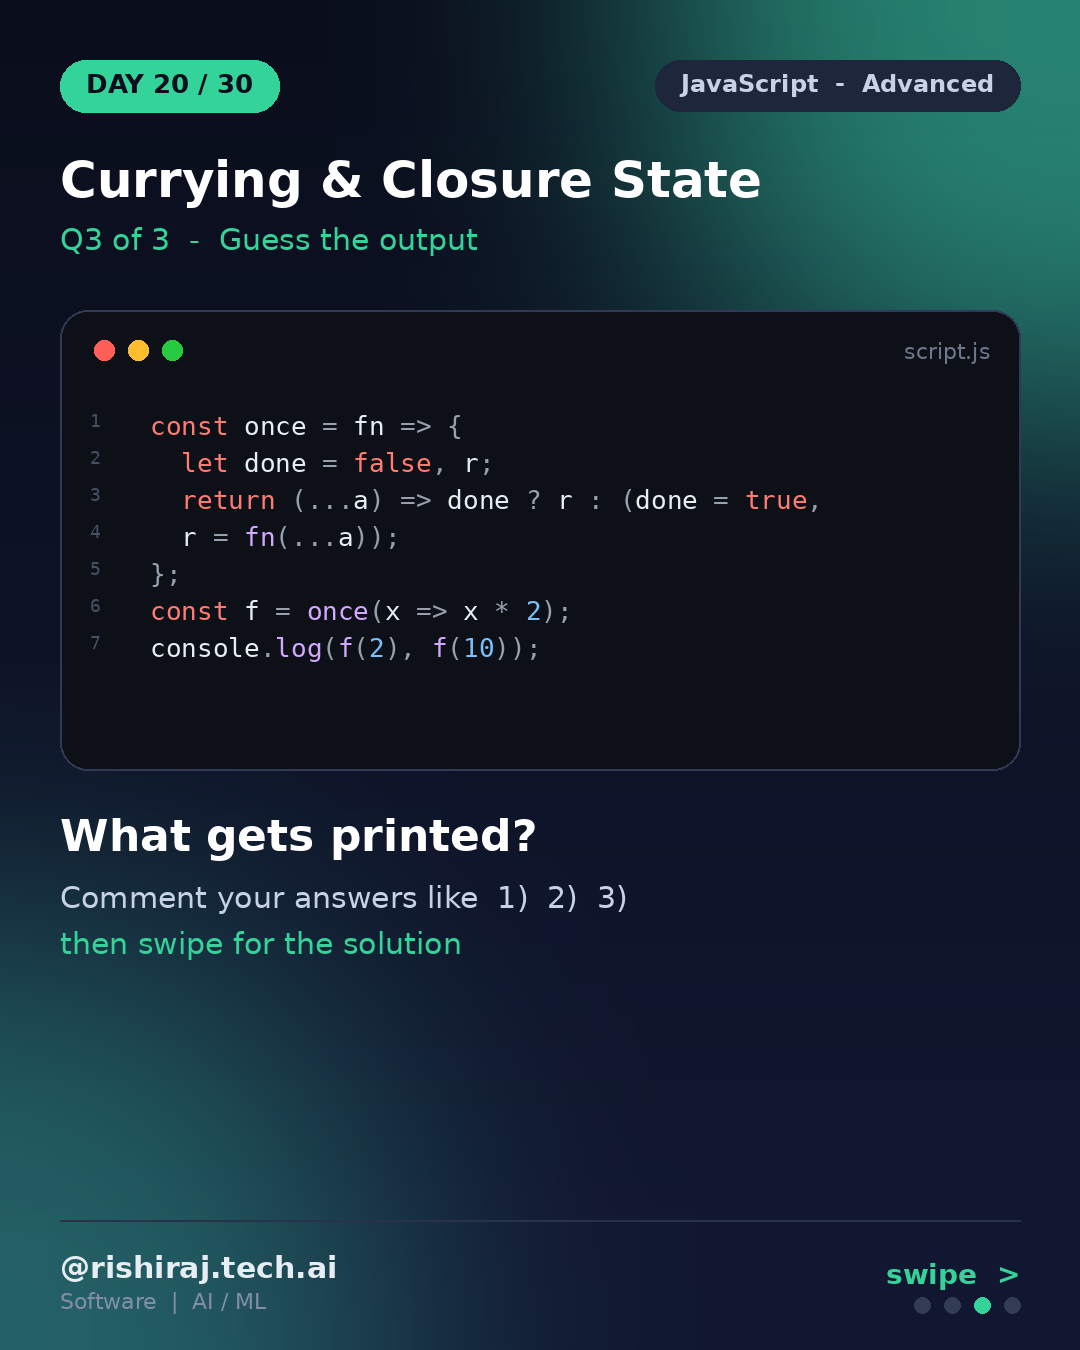 DAY 20 / 30
JavaScript - Advanced
Currying & Closure State
Q3 of 3 - Guess the output
script.js
1 const once = fn => {
2   let done = false, r;
3   return (...a) => done ? r : (done = true,
4   r = fn(...a));
5 };
6 const f = once(x => x * 2);
7 console.log(f(2), f(10));
What gets printed?
Comment your answers like 1) 2) 3)
then swipe for the solution
@rishiraj.tech.ai
Software | AI / ML
swipe >